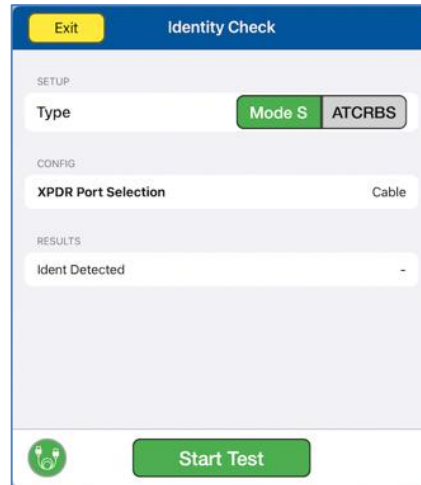 Exit Identity Check
SETUP
Type Mode S ATCRBS
CONFIG
XPDR Port Selection Cable
RESULTS
Ident Detected -
Start Test